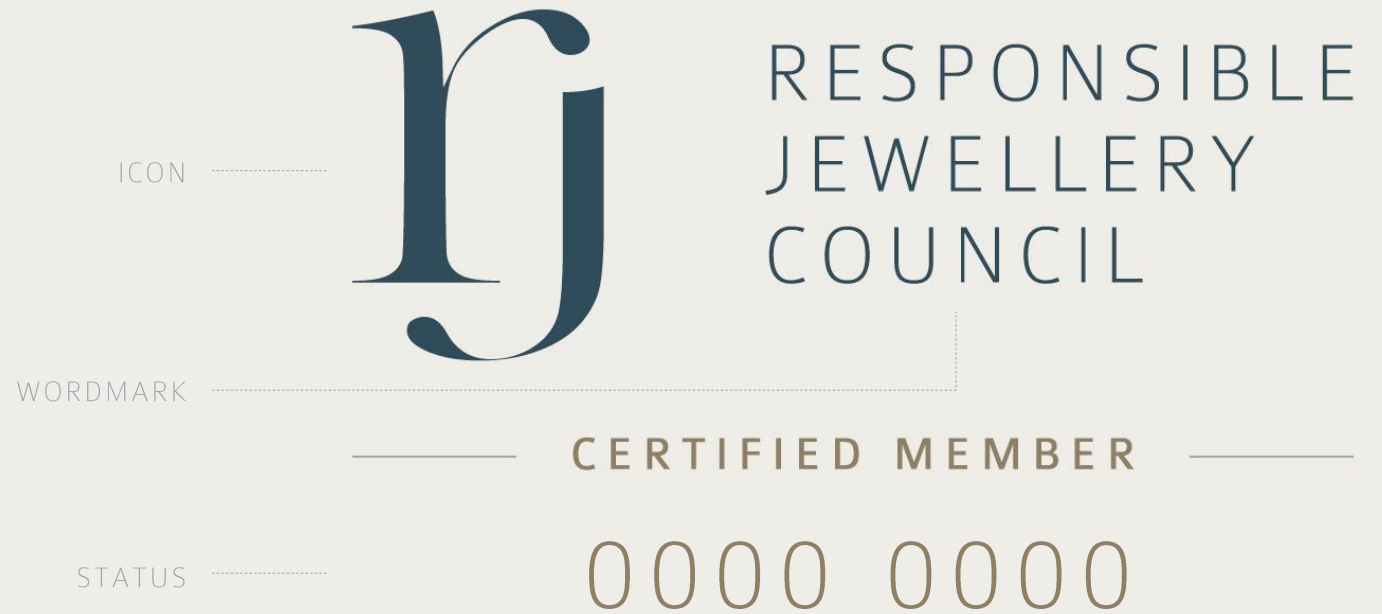 rj
RESPONSIBLE
JEWELLERY
COUNCIL
ICON
WORDMARK
CERTIFIED MEMBER
STATUS
0000 0000